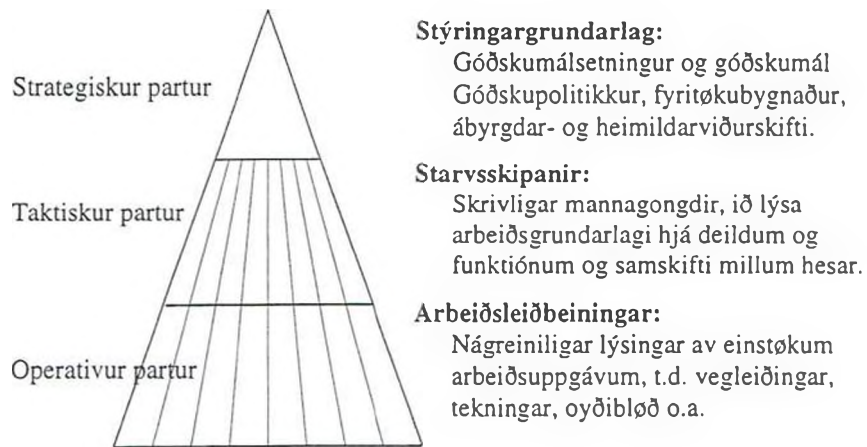 Strategiskur partur
Stýringargrundarlag:
Góðskumálsetningur og góðskumál
Góðskupolitikkur, fyritøkubygnaður,
ábyrgdar- og heimildarviðurskifti.
Taktiskur partur
Starvsskipanir:
Skrivligar mannagongdir, ið lýsa
arbeiðsgrundarlagi hjá deildum og
funktiónum og samskifti millum hesar.
Operativur partur
Arbeiðsleiðbeiningar:
Nágreiniligar lýsingar av einstøkum
arbeiðsuppgávum, t.d. vegleiðingar,
tekningar, oyðibløð o.a.